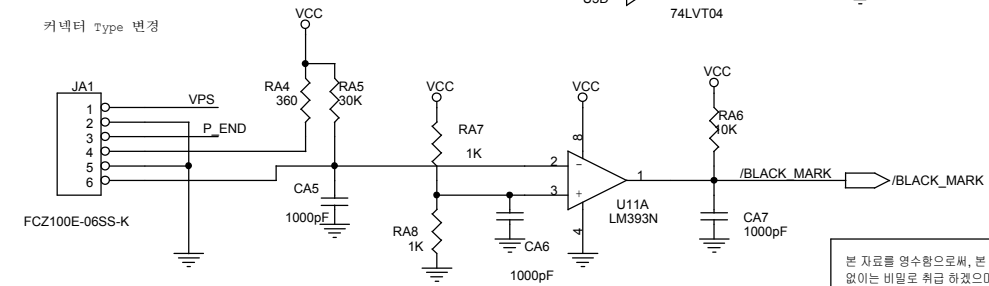 U5D
74LVT04
커넥터 Type 변경
VCC
JA1
1
2
3
4
5
6
VPS
P_END
FCZ100E-06SS-K
RA4
360
RA5
30K
CA5
1000pF
VCC
RA7
1K
RA8
1K
CA6
1000pF
VCC
8
2
3
1
4
U11A
LM393N
VCC
RA6
10K
/BLACK_MARK
/BLACK_MARK
CA7
1000pF
본 자료를 영수함으로써, 본
없이는 비밀로 취급 하겠으며